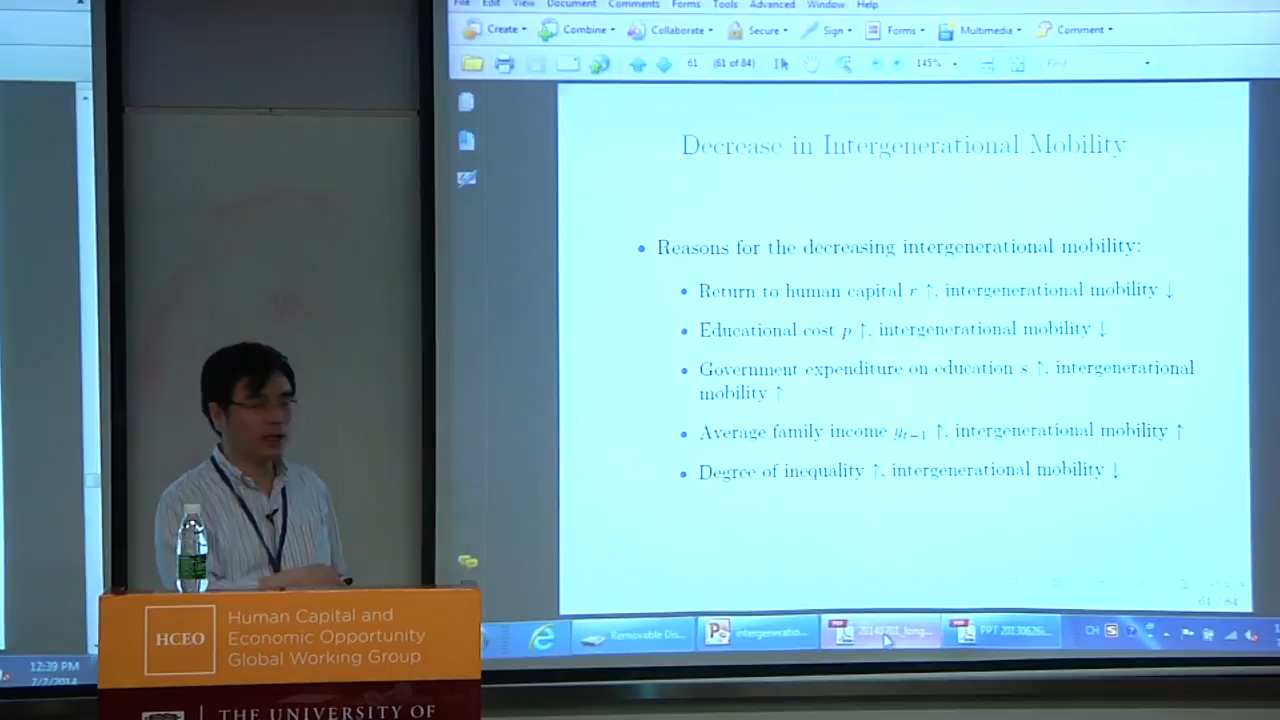 File Edit View Document Comments Forms Tools Advanced Window Help
Create Combine Collaborate Secure Sign Forms Multimedia Comment
61 (61 of 84) 145% Find
Decrease in Intergenerational Mobility
Reasons for the decreasing intergenerational mobility:
Return to human capital r ↑, intergenerational mobility ↓
Educational cost p ↑, intergenerational mobility ↓
Government expenditure on education s ↑, intergenerational
mobility ↑
Average family income y_{t−1} ↑, intergenerational mobility ↑
Degree of inequality ↑, intergenerational mobility ↓
61 / 84
Removable Dis... intergeneratio... 20140701_long... PPT 20130626... CH
12:39 PM
7/7/2014
HCEO
Human Capital and
Economic Opportunity
Global Working Group
THE UNIVERSITY OF